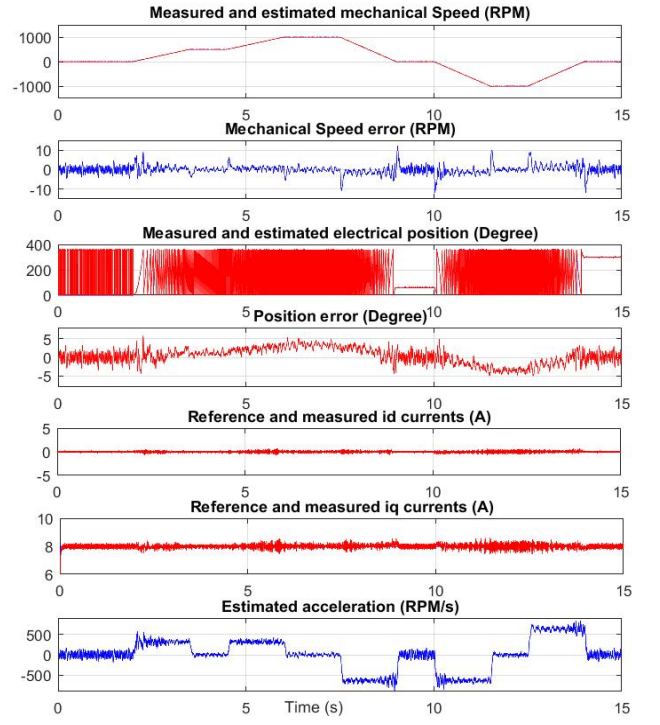 Measured and estimated mechanical Speed (RPM)
1000
0
-1000
0 5 10 15
Mechanical Speed error (RPM)
10
0
-10
0 5 10 15
Measured and estimated electrical position (Degree)
400
200
0
0 5 10 15
Position error (Degree)
5
0
-5
0 5 10 15
Reference and measured id currents (A)
5
0
-5
0 5 10 15
Reference and measured iq currents (A)
10
8
6
0 5 10 15
Estimated acceleration (RPM/s)
500
0
-500
0 5 10 15
Time (s)